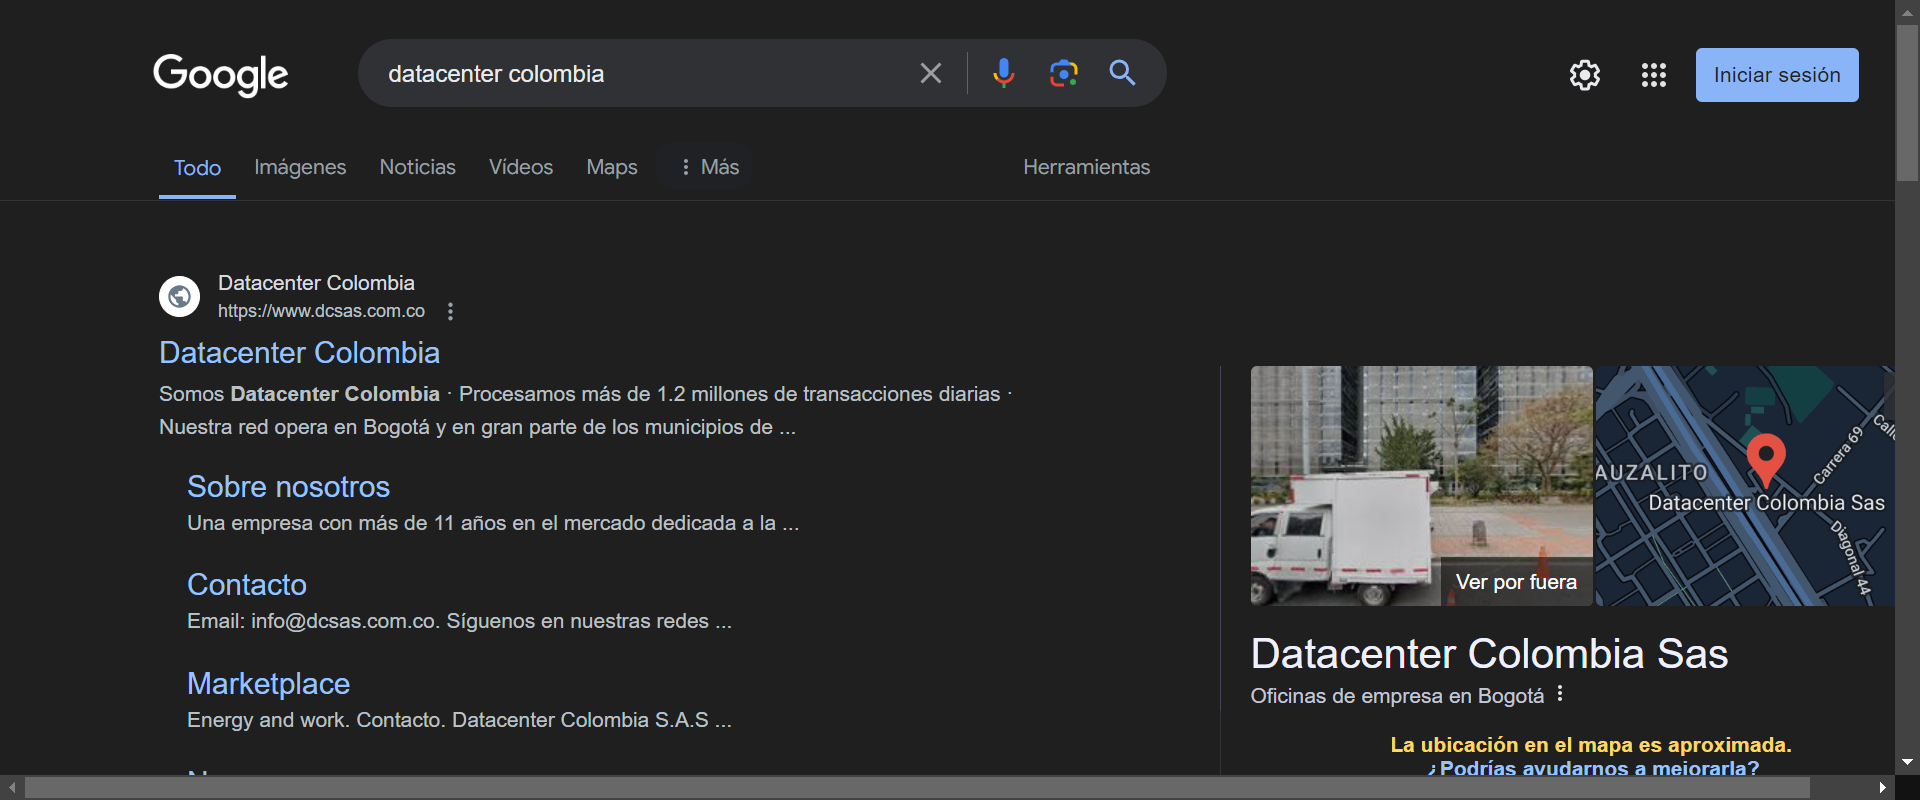 Google
datacenter colombia
Iniciar sesión
Todo
Imágenes
Noticias
Vídeos
Maps
Más
Herramientas
Datacenter Colombia
https://www.dcsas.com.co
Datacenter Colombia
Somos Datacenter Colombia · Procesamos más de 1.2 millones de transacciones diarias ·
Nuestra red opera en Bogotá y en gran parte de los municipios de ...
Sobre nosotros
Una empresa con más de 11 años en el mercado dedicada a la ...
Contacto
Email: info@dcsas.com.co. Síguenos en nuestras redes ...
Marketplace
Energy and work. Contacto. Datacenter Colombia S.A.S ...
Ver por fuera
AUZALITO
Carrera 69
Datacenter Colombia Sas
Diagonal 44
Datacenter Colombia Sas
Oficinas de empresa en Bogotá
La ubicación en el mapa es aproximada.
¿Podrías ayudarnos a mejorarla?